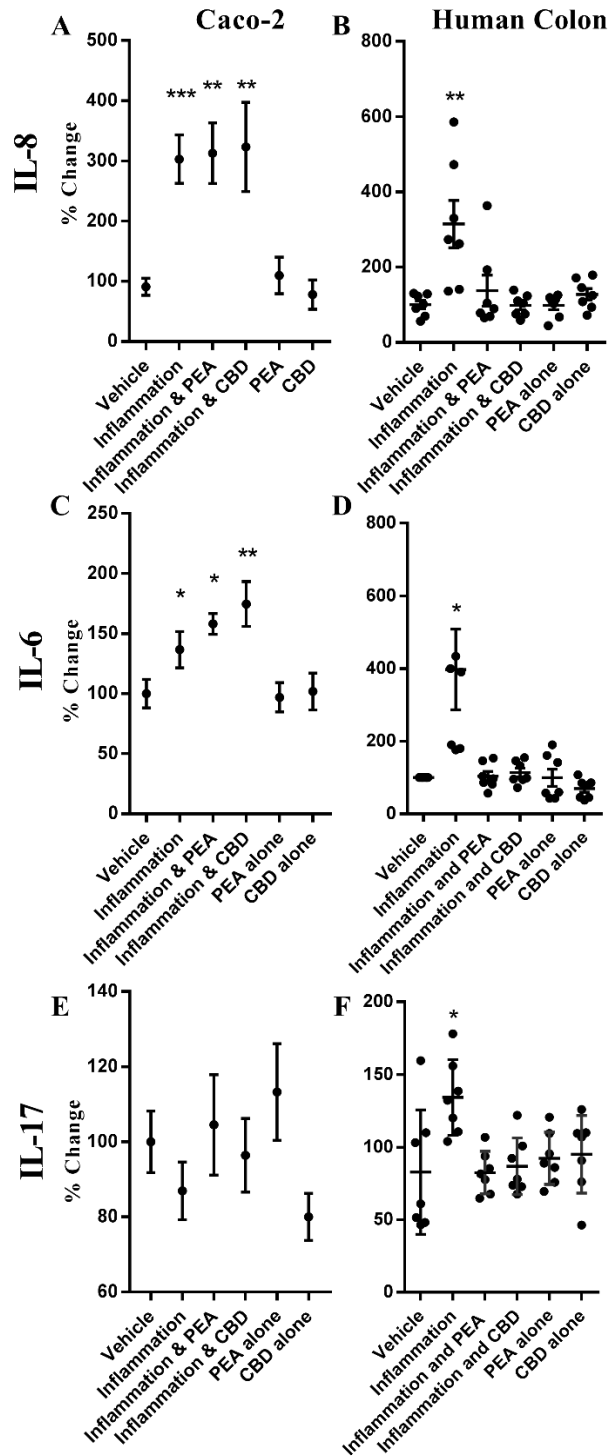 Caco-2
Human Colon
IL-8
A
% Change
500
400
300
200
100
0
***
**
**
Vehicle
Inflammation
Inflammation & PEA
Inflammation & CBD
PEA
CBD
B
800
600
400
200
0
**
Vehicle
Inflammation
Inflammation & PEA
Inflammation & CBD
PEA alone
CBD alone
IL-6
C
% Change
250
200
150
100
50
0
*
*
**
Vehicle
Inflammation
Inflammation & PEA
Inflammation & CBD
PEA alone
CBD alone
D
800
600
400
200
0
*
Vehicle
Inflammation
Inflammation and PEA
Inflammation and CBD
PEA alone
CBD alone
IL-17
E
% Change
140
120
100
80
60
Vehicle
Inflammation
Inflammation & PEA
Inflammation & CBD
PEA alone
CBD alone
F
200
150
100
50
0
*
Vehicle
Inflammation
Inflammation and PEA
Inflammation and CBD
PEA alone
CBD alone